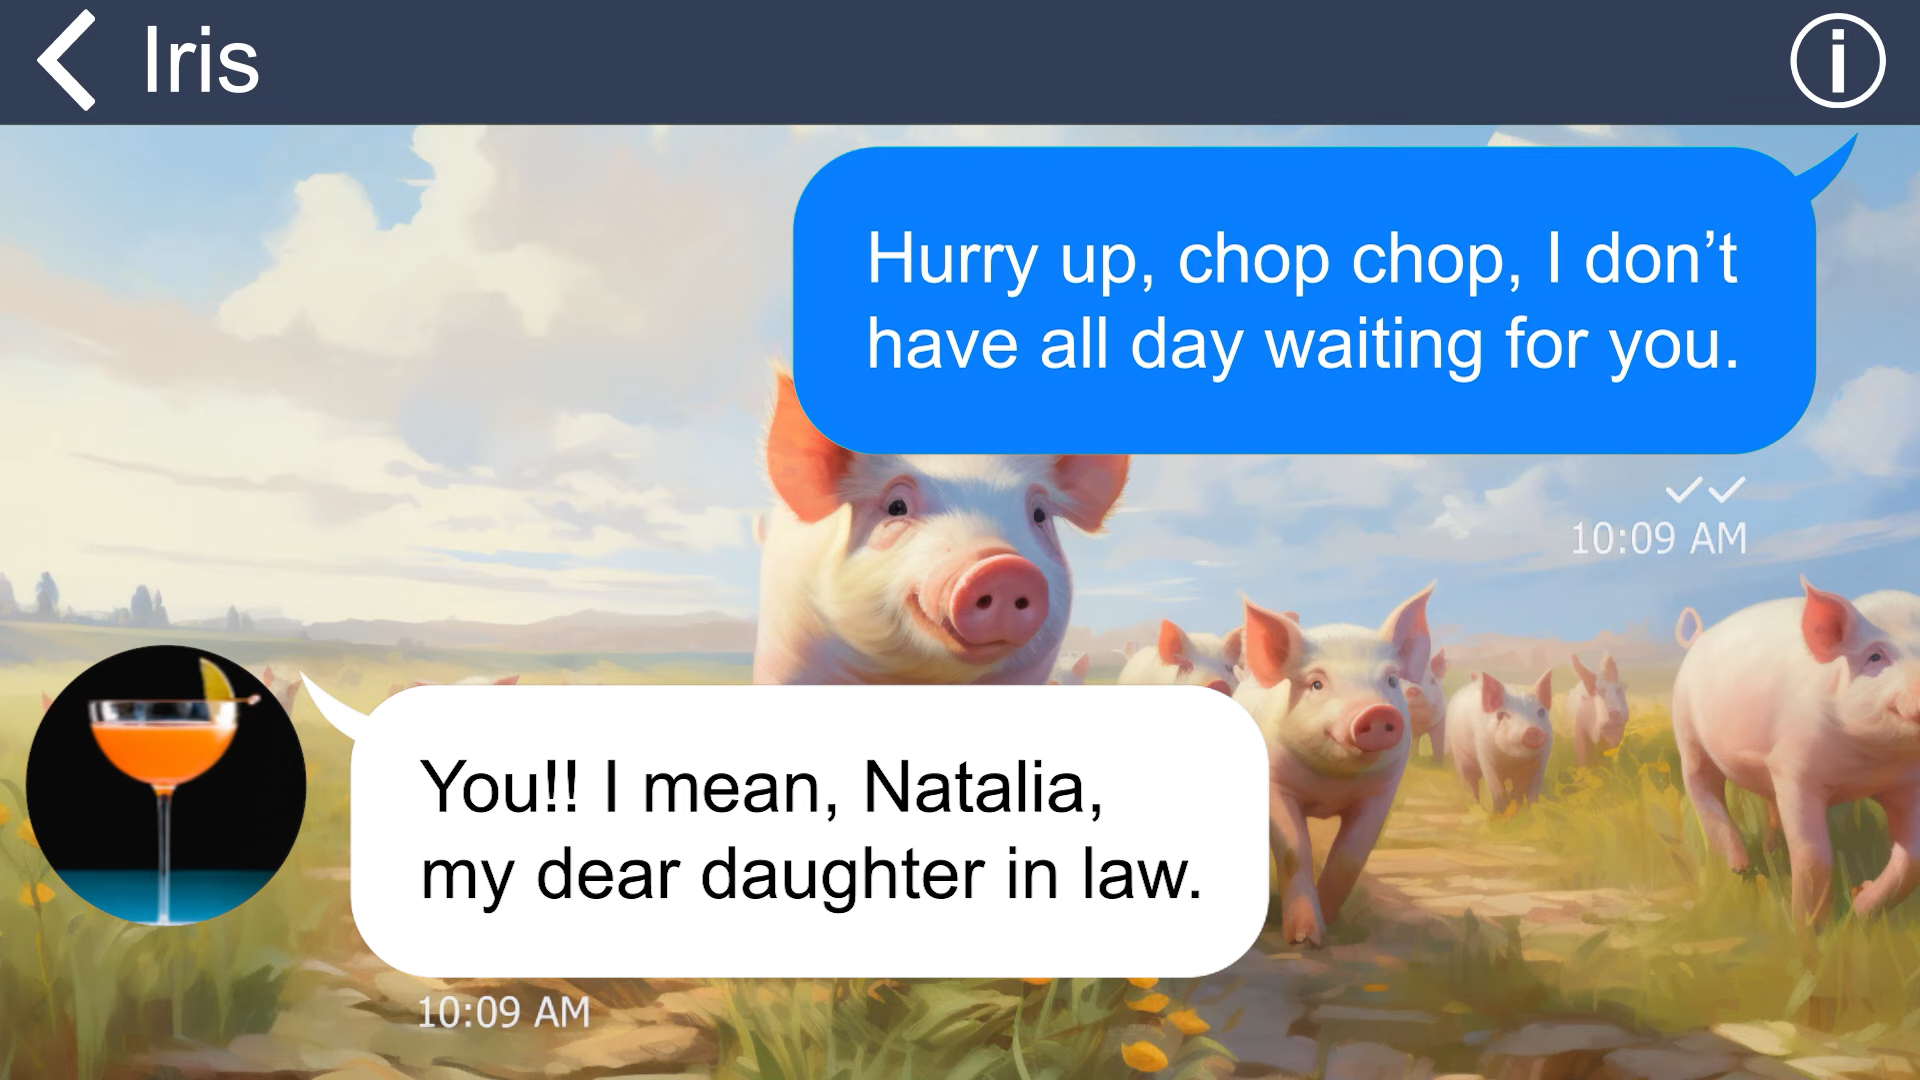 Iris
Hurry up, chop chop, I don’t
have all day waiting for you.
10:09 AM
You!! I mean, Natalia,
my dear daughter in law.
10:09 AM